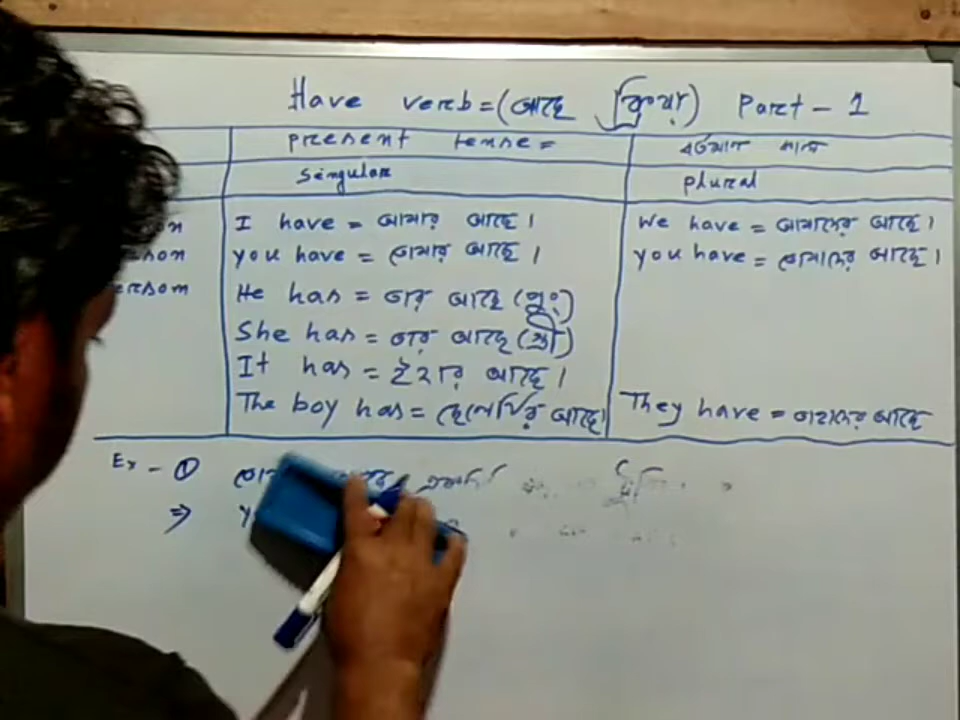 Have verb = (আছে ক্রিয়ার) Part - 1
present tense = বর্তমান কাল
singular plural
I have = আমার আছে। We have = আমাদের আছে।
you have = তোমার আছে। you have = তোমাদের আছে।
He has = তার আছে (পুং)
She has = তার আছে (স্ত্রী)
It has = ইহার আছে।
The boy has = ছেলেটির আছে। They have = তাহাদের আছে
Ex - ①
⇒